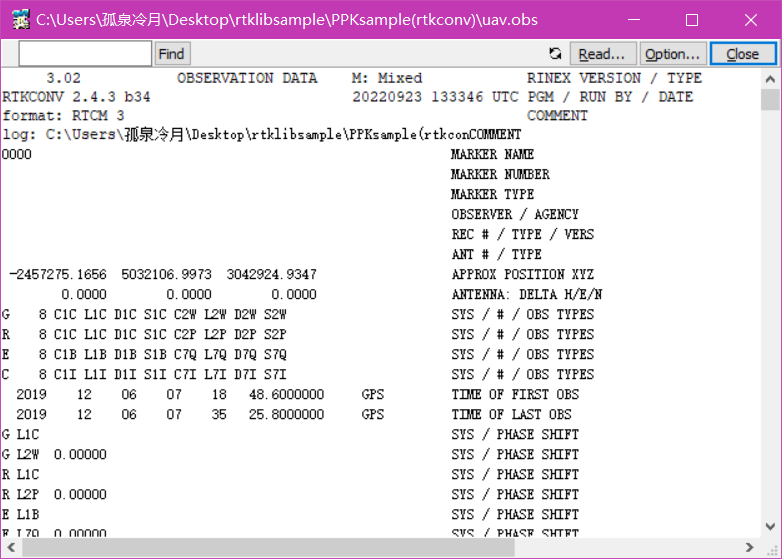 C:\Users\孤泉冷月\Desktop\rtklibsample\PPKsample(rtkconv)\uav.obs
Find Read... Option... Close
3.02 OBSERVATION DATA M: Mixed RINEX VERSION / TYPE
RTKCONV 2.4.3 b34 20220923 133346 UTC PGM / RUN BY / DATE
format: RTCM 3 COMMENT
log: C:\Users\孤泉冷月\Desktop\rtklibsample\PPKsample(rtkconCOMMENT
0000 MARKER NAME
MARKER NUMBER
MARKER TYPE
OBSERVER / AGENCY
REC # / TYPE / VERS
ANT # / TYPE
-2457275.1656 5032106.9973 3042924.9347 APPROX POSITION XYZ
0.0000 0.0000 0.0000 ANTENNA: DELTA H/E/N
G 8 C1C L1C D1C S1C C2W L2W D2W S2W SYS / # / OBS TYPES
R 8 C1C L1C D1C S1C C2P L2P D2P S2P SYS / # / OBS TYPES
E 8 C1B L1B D1B S1B C7Q L7Q D7Q S7Q SYS / # / OBS TYPES
C 8 C1I L1I D1I S1I C7I L7I D7I S7I SYS / # / OBS TYPES
2019 12 06 07 18 48.6000000 GPS TIME OF FIRST OBS
2019 12 06 07 35 25.8000000 GPS TIME OF LAST OBS
G L1C SYS / PHASE SHIFT
G L2W 0.00000 SYS / PHASE SHIFT
R L1C SYS / PHASE SHIFT
R L2P 0.00000 SYS / PHASE SHIFT
E L1B SYS / PHASE SHIFT
E L7Q 0.00000 SYS / PHASE SHIFT